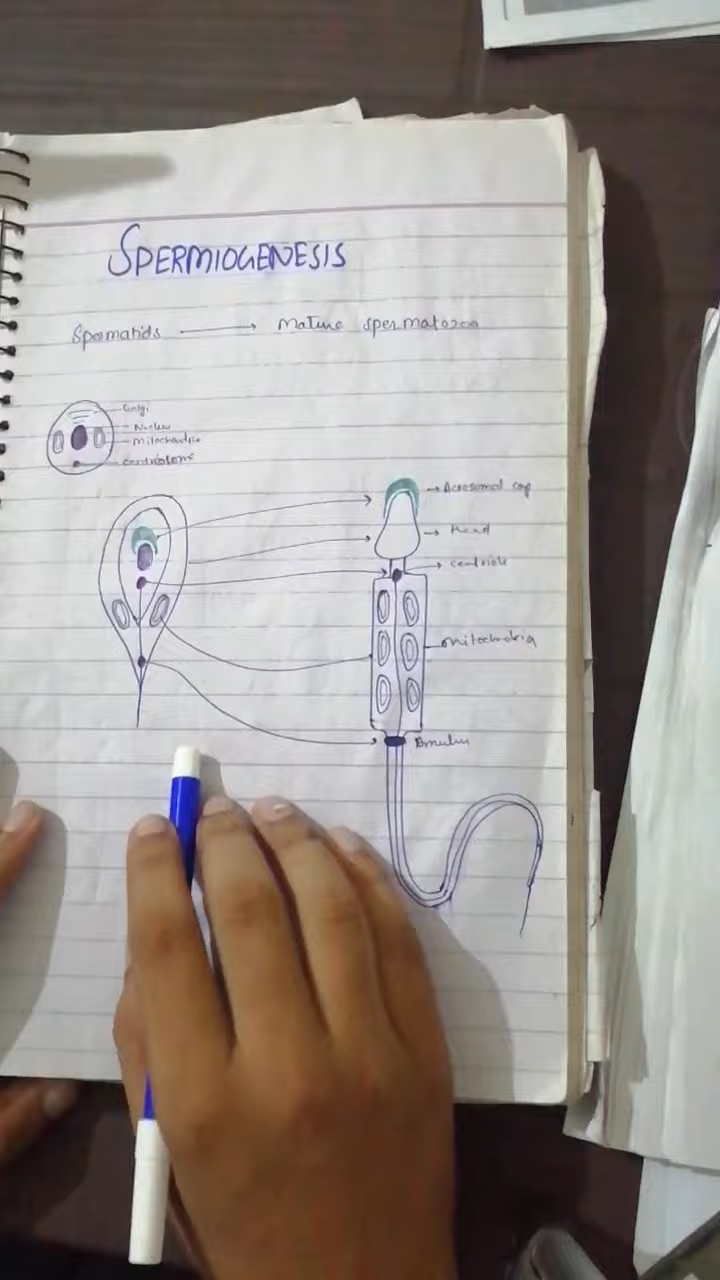 SPERMIOGENESIS
Spermatids → Mature spermatozoa
Golgi
Nucleus
mitochondria
centriole
Acrosomal cap
Head
centriole
mitochondria
Annulus